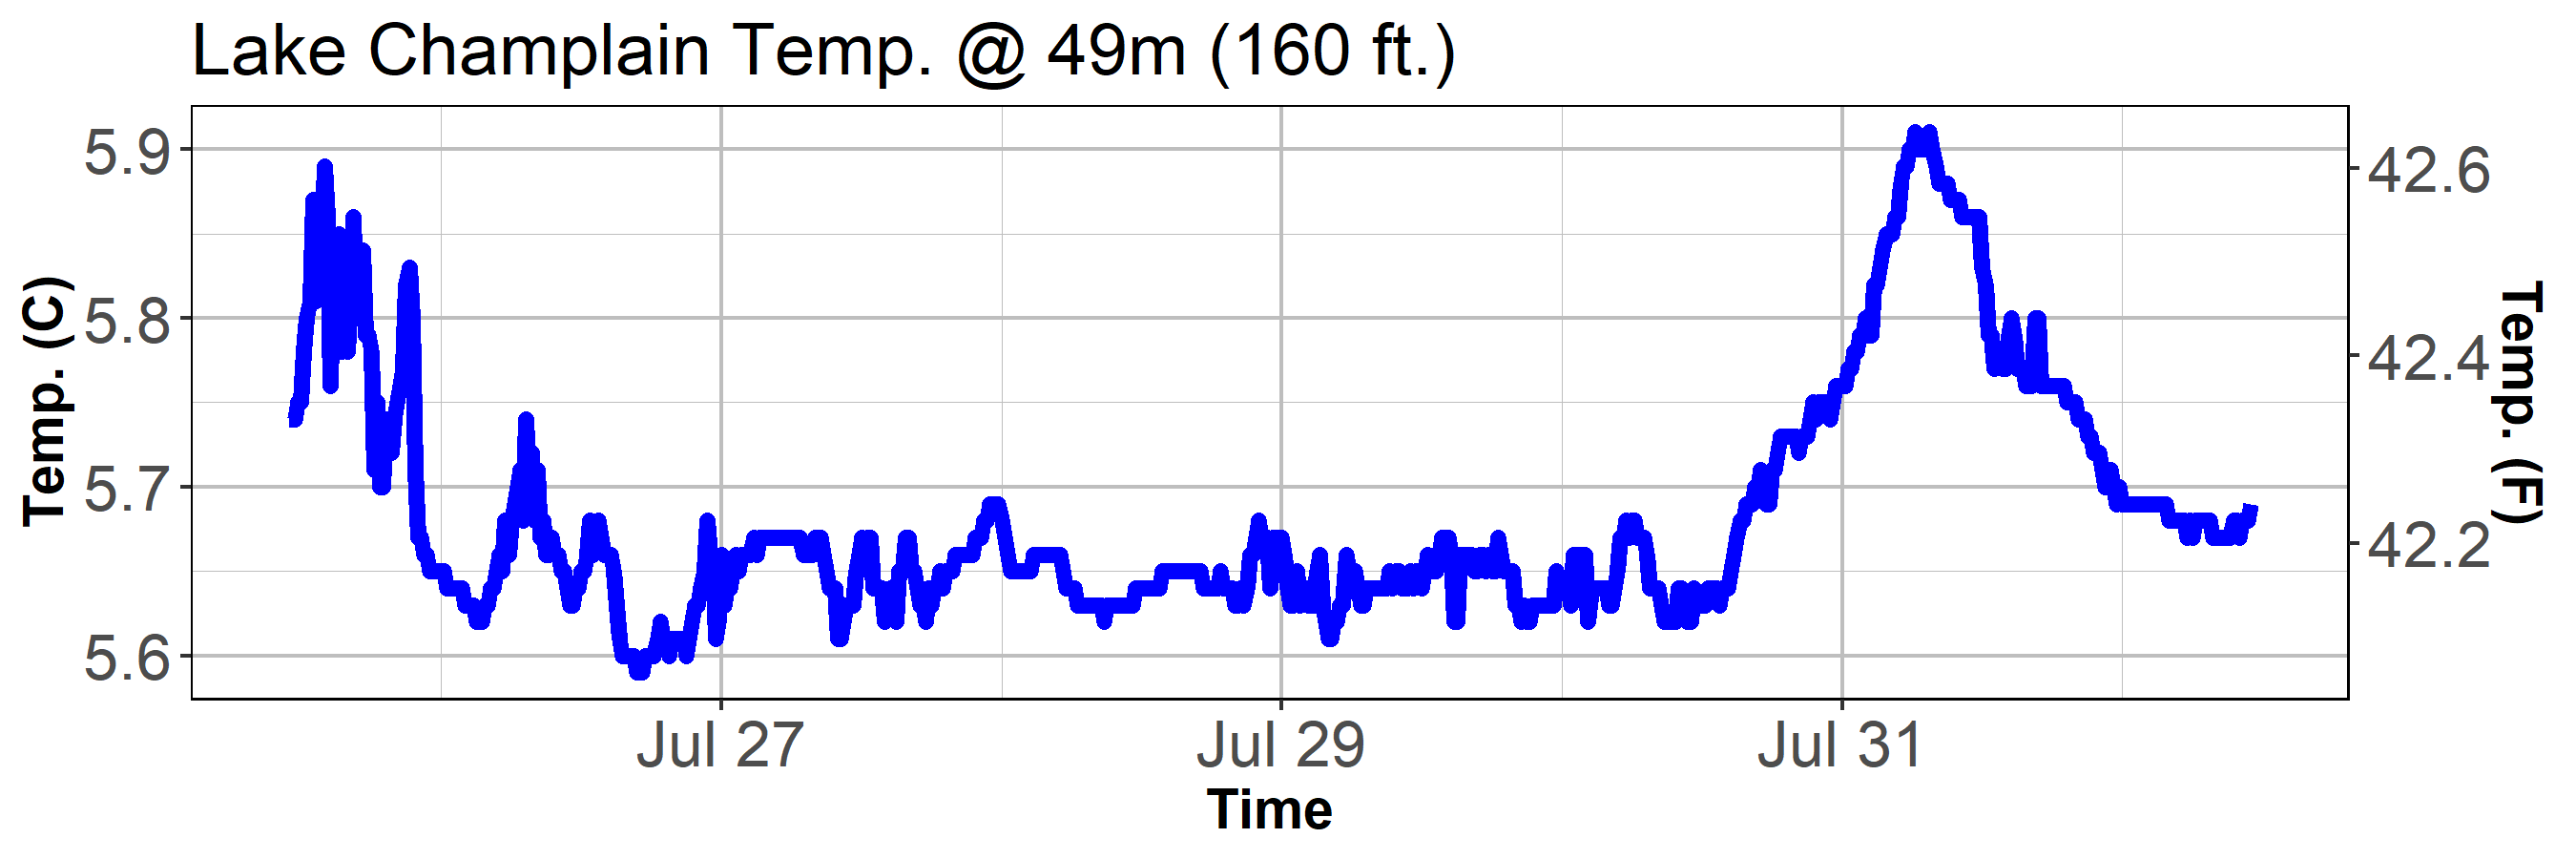 Lake Champlain Temp. @ 49m (160 ft.)
5.9
5.8
5.7
5.6
Temp. (C)
42.6
42.4
42.2
Temp. (F)
Jul 27 Jul 29 Jul 31
Time